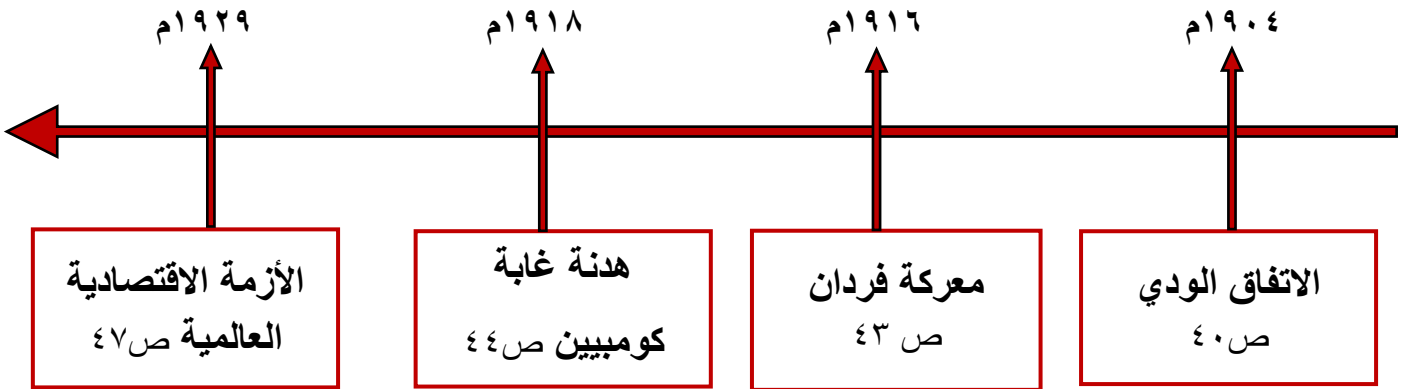 ١٩٠٤م
١٩١٦م
١٩١٨م
١٩٢٩م
الاتفاق الودي
ص٤٠
معركة فردان
ص ٤٣
هدنة غابة
كومبيين ص٤٤
الأزمة الاقتصادية
العالمية ص٤٧